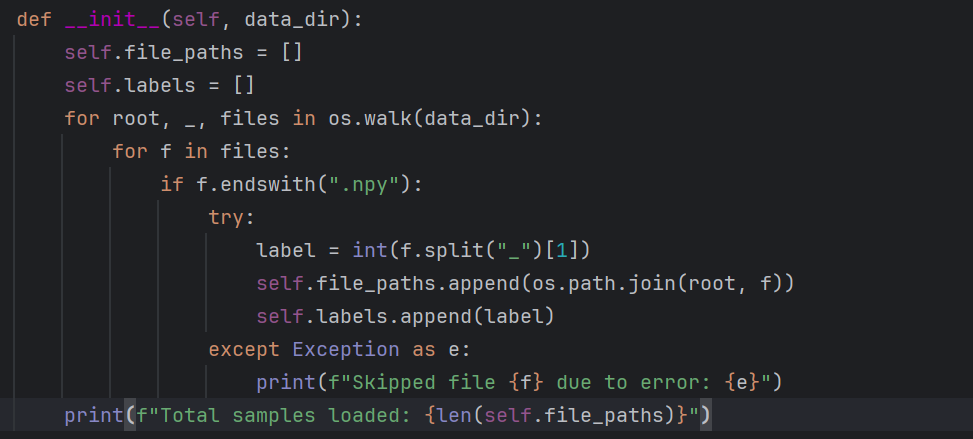 def __init__(self, data_dir):
    self.file_paths = []
    self.labels = []
    for root, _, files in os.walk(data_dir):
        for f in files:
            if f.endswith(".npy"):
                try:
                    label = int(f.split("_")[1])
                    self.file_paths.append(os.path.join(root, f))
                    self.labels.append(label)
                except Exception as e:
                    print(f"Skipped file {f} due to error: {e}")
    print(f"Total samples loaded: {len(self.file_paths)}")